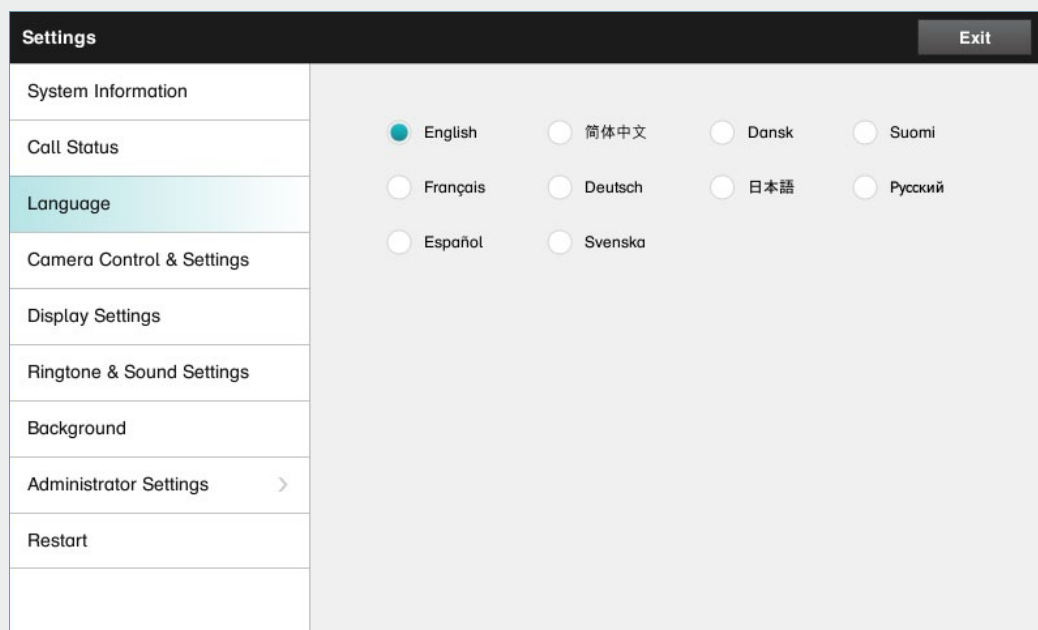 Settings
Exit
System Information
Call Status
Language
Camera Control & Settings
Display Settings
Ringtone & Sound Settings
Background
Administrator Settings
Restart
English 简体中文 Dansk Suomi
Français Deutsch 日本語 Русский
Español Svenska